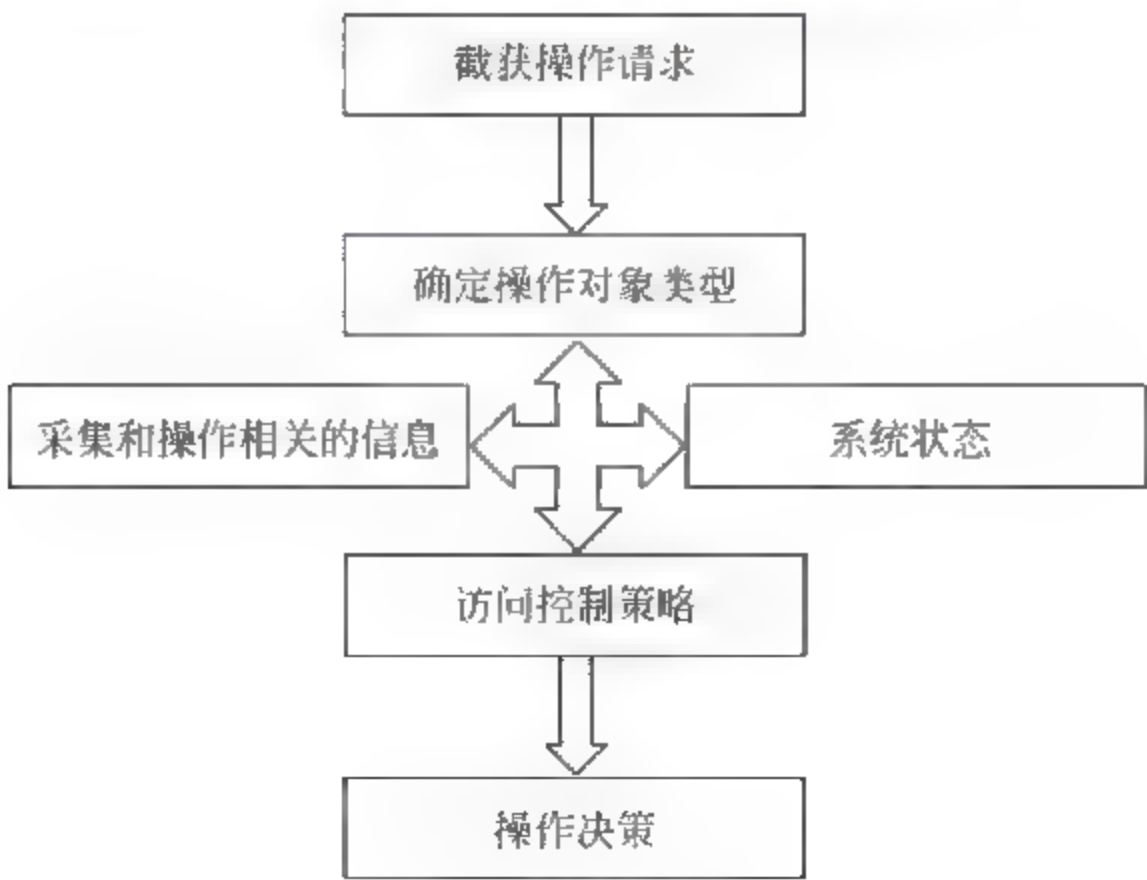 截获操作请求
确定操作对象类型
采集和操作相关的信息
系统状态
访问控制策略
操作决策